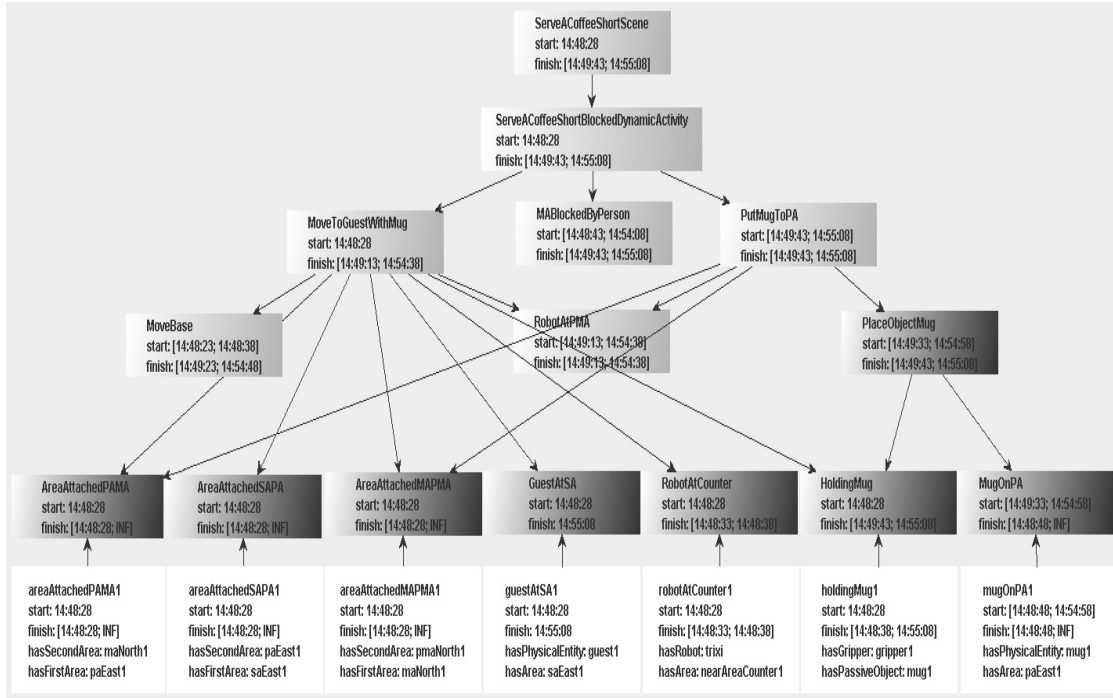 ServeACoffeeShortScene
start: 14:48:28
finish: [14:49:43; 14:55:08]
ServeACoffeeShortBlockedDynamicActivity
start: 14:48:28
finish: [14:49:43; 14:55:08]
MoveToGuestWithMug
start: 14:48:28
finish: [14:49:13; 14:54:38]
MABlockedByPerson
start: [14:48:43; 14:54:08]
finish: [14:49:43; 14:55:08]
PutMugToPA
start: [14:49:43; 14:55:08]
finish: [14:49:43; 14:55:08]
MoveBase
start: [14:48:23; 14:48:38]
finish: [14:49:23; 14:54:48]
RobotAtPMA
start: [14:49:13; 14:54:38]
finish: [14:49:13; 14:54:38]
PlaceObjectMug
start: [14:49:33; 14:54:58]
finish: [14:49:43; 14:55:08]
AreaAttachedPAMA
start: 14:48:28
finish: [14:48:28; INF]
AreaAttachedSAPA
start: 14:48:28
finish: [14:48:28; INF]
AreaAttachedMAPMA
start: 14:48:28
finish: [14:48:28; INF]
GuestAtSA
start: 14:48:28
finish: 14:55:08
RobotAtCounter
start: 14:48:28
finish: [14:48:33; 14:48:38]
HoldingMug
start: 14:48:28
finish: [14:49:43; 14:55:08]
MugOnPA
start: [14:49:33; 14:54:58]
finish: [14:48:48; INF]
areaAttachedPAMA1
start: 14:48:28
finish: [14:48:28; INF]
hasSecondArea: maNorth1
hasFirstArea: paEast1
areaAttachedSAPA1
start: 14:48:28
finish: [14:48:28; INF]
hasSecondArea: paEast1
hasFirstArea: saEast1
areaAttachedMAPMA1
start: 14:48:28
finish: [14:48:28; INF]
hasSecondArea: pmaNorth1
hasFirstArea: maNorth1
guestAtSA1
start: 14:48:28
finish: 14:55:08
hasPhysicalEntity: guest1
hasArea: saEast1
robotAtCounter1
start: 14:48:28
finish: [14:48:33; 14:48:38]
hasRobot: trixi
hasArea: nearAreaCounter1
holdingMug1
start: 14:48:28
finish: [14:48:38; 14:55:08]
hasGripper: gripper1
hasPassiveObject: mug1
mugOnPA1
start: [14:48:48; 14:54:58]
finish: [14:48:48; INF]
hasPhysicalEntity: mug1
hasArea: paEast1